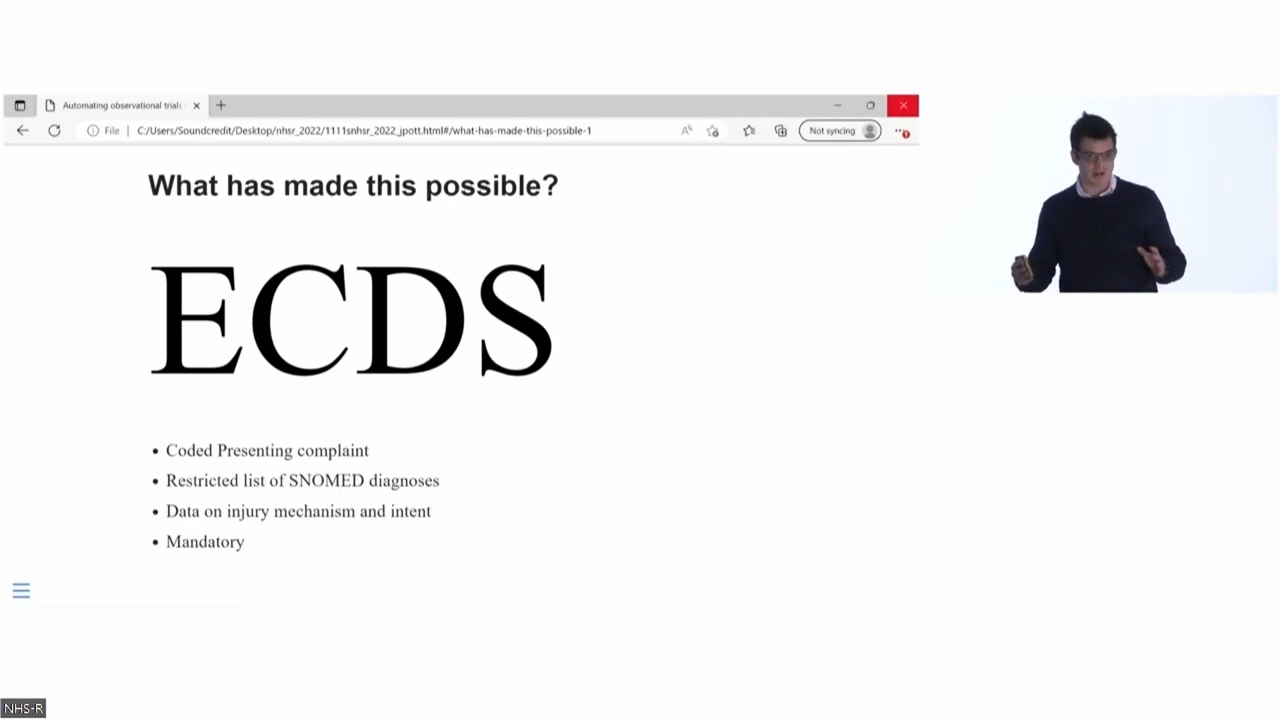 Automating observational trials
Not syncing
File
C:/Users/Soundcredit/Desktop/nhsr_2022/1111snhsr_2022_jpott.html#/what-has-made-this-possible-1
What has made this possible?
ECDS
• Coded Presenting complaint
• Restricted list of SNOMED diagnoses
• Data on injury mechanism and intent
• Mandatory
NHS-R